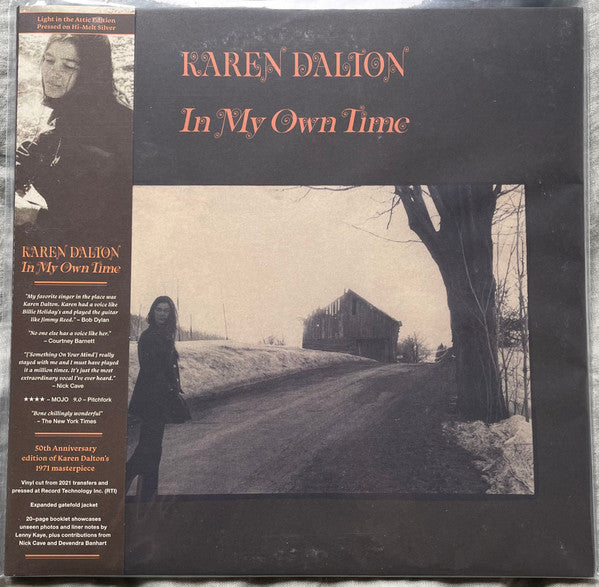 Light in the Attic Edition
Pressed on Hi-Melt Silver
KAREN DALTON
In My Own Time
KAREN DALTON
In My Own Time
"My favorite singer in the place was
Karen Dalton. Karen had a voice like
Billie Holiday's and played the guitar
like Jimmy Reed." – Bob Dylan
"No one else has a voice like her."
– Courtney Barnett
"['Something On Your Mind'] really
stayed with me and I must have played
it a million times. It's just the most
extraordinary vocal I've ever heard."
– Nick Cave
★★★★ – MOJO 9.0 – Pitchfork
"Bone chillingly wonderful"
– The New York Times
50th Anniversary
edition of Karen Dalton's
1971 masterpiece
Vinyl cut from 2021 transfers and
pressed at Record Technology Inc. (RTI)
Expanded gatefold jacket
20-page booklet showcases
unseen photos and liner notes by
Lenny Kaye, plus contributions from
Nick Cave and Devendra Banhart